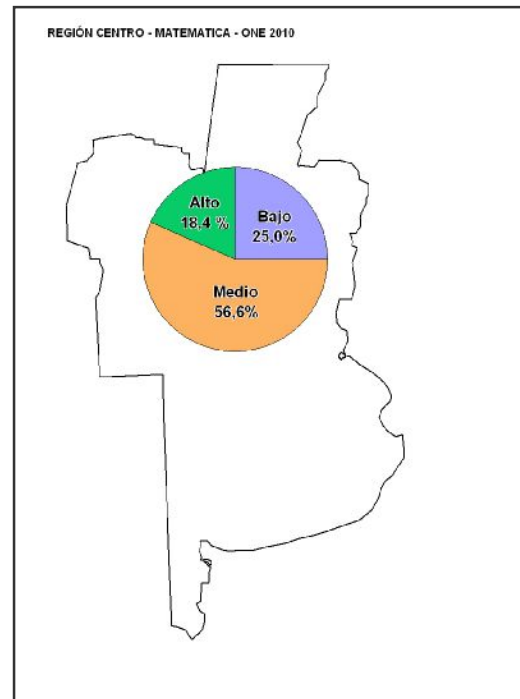 REGIÓN CENTRO - MATEMATICA - ONE 2010
Alto
18,4 %
Bajo
25,0%
Medio
56,6%